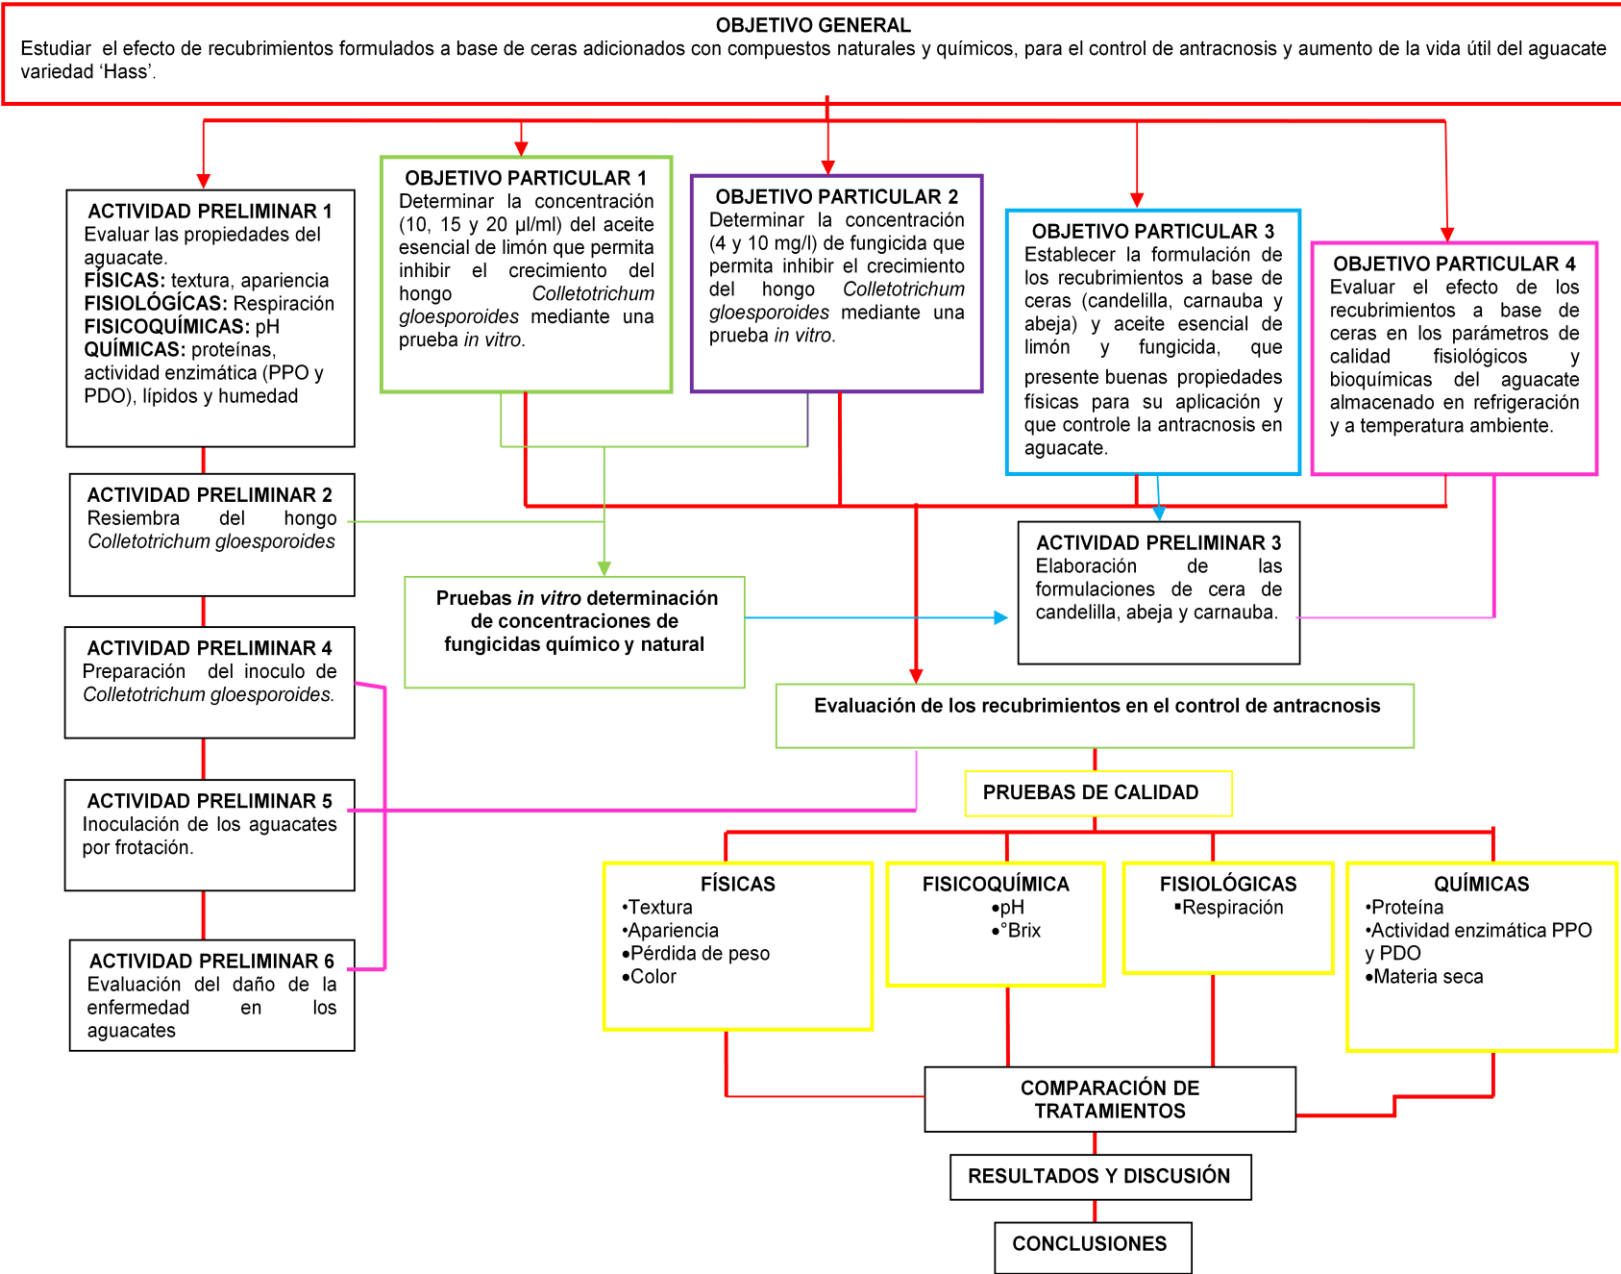 OBJETIVO GENERAL
Estudiar el efecto de recubrimientos formulados a base de ceras adicionados con compuestos naturales y químicos, para el control de antracnosis y aumento de la vida útil del aguacate
variedad ‘Hass’.
ACTIVIDAD PRELIMINAR 1
Evaluar las propiedades del
aguacate.
FÍSICAS: textura, apariencia
FISIOLÓGÍCAS: Respiración
FISICOQUÍMICAS: pH
QUÍMICAS: proteínas,
actividad enzimática (PPO y
PDO), lípidos y humedad
OBJETIVO PARTICULAR 1
Determinar la concentración
(10, 15 y 20 µl/ml) del aceite
esencial de limón que permita
inhibir el crecimiento del
hongo Colletotrichum
gloesporoides mediante una
prueba in vitro.
OBJETIVO PARTICULAR 2
Determinar la concentración
(4 y 10 mg/l) de fungicida que
permita inhibir el crecimiento
del hongo Colletotrichum
gloesporoides mediante una
prueba in vitro.
OBJETIVO PARTICULAR 3
Establecer la formulación de
los recubrimientos a base de
ceras (candelilla, carnauba y
abeja) y aceite esencial de
limón y fungicida, que
presente buenas propiedades
físicas para su aplicación y
que controle la antracnosis en
aguacate.
OBJETIVO PARTICULAR 4
Evaluar el efecto de los
recubrimientos a base de
ceras en los parámetros de
calidad fisiológicos y
bioquímicas del aguacate
almacenado en refrigeración
y a temperatura ambiente.
ACTIVIDAD PRELIMINAR 2
Resiembra del hongo
Colletotrichum gloesporoides
ACTIVIDAD PRELIMINAR 3
Elaboración de las
formulaciones de cera de
candelilla, abeja y carnauba.
Pruebas in vitro determinación
de concentraciones de
fungicidas químico y natural
ACTIVIDAD PRELIMINAR 4
Preparación del inoculo de
Colletotrichum gloesporoides.
Evaluación de los recubrimientos en el control de antracnosis
ACTIVIDAD PRELIMINAR 5
Inoculación de los aguacates
por frotación.
PRUEBAS DE CALIDAD
FÍSICAS
•Textura
•Apariencia
•Pérdida de peso
•Color
FISICOQUÍMICA
•pH
•°Brix
FISIOLÓGICAS
▪Respiración
QUÍMICAS
•Proteína
•Actividad enzimática PPO
y PDO
•Materia seca
ACTIVIDAD PRELIMINAR 6
Evaluación del daño de la
enfermedad en los
aguacates
COMPARACIÓN DE
TRATAMIENTOS
RESULTADOS Y DISCUSIÓN
CONCLUSIONES